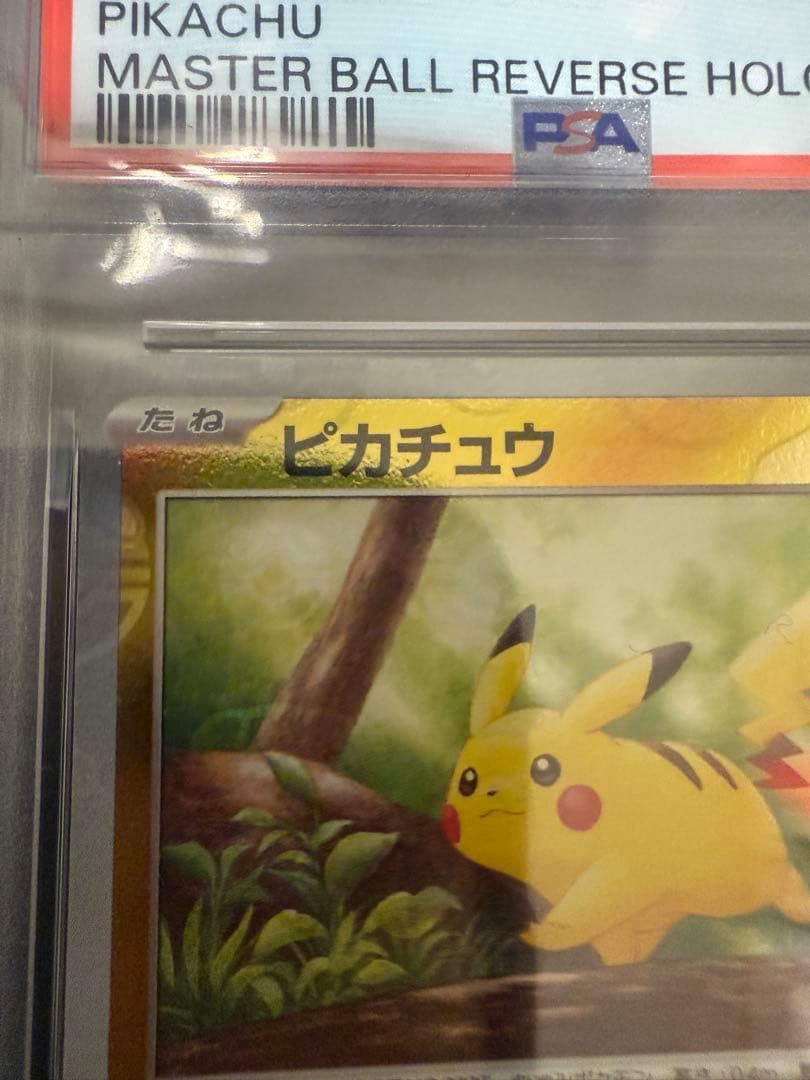 PIKACHU
MASTER BALL REVERSE HOLO
PSA
たね
ピカチュウ